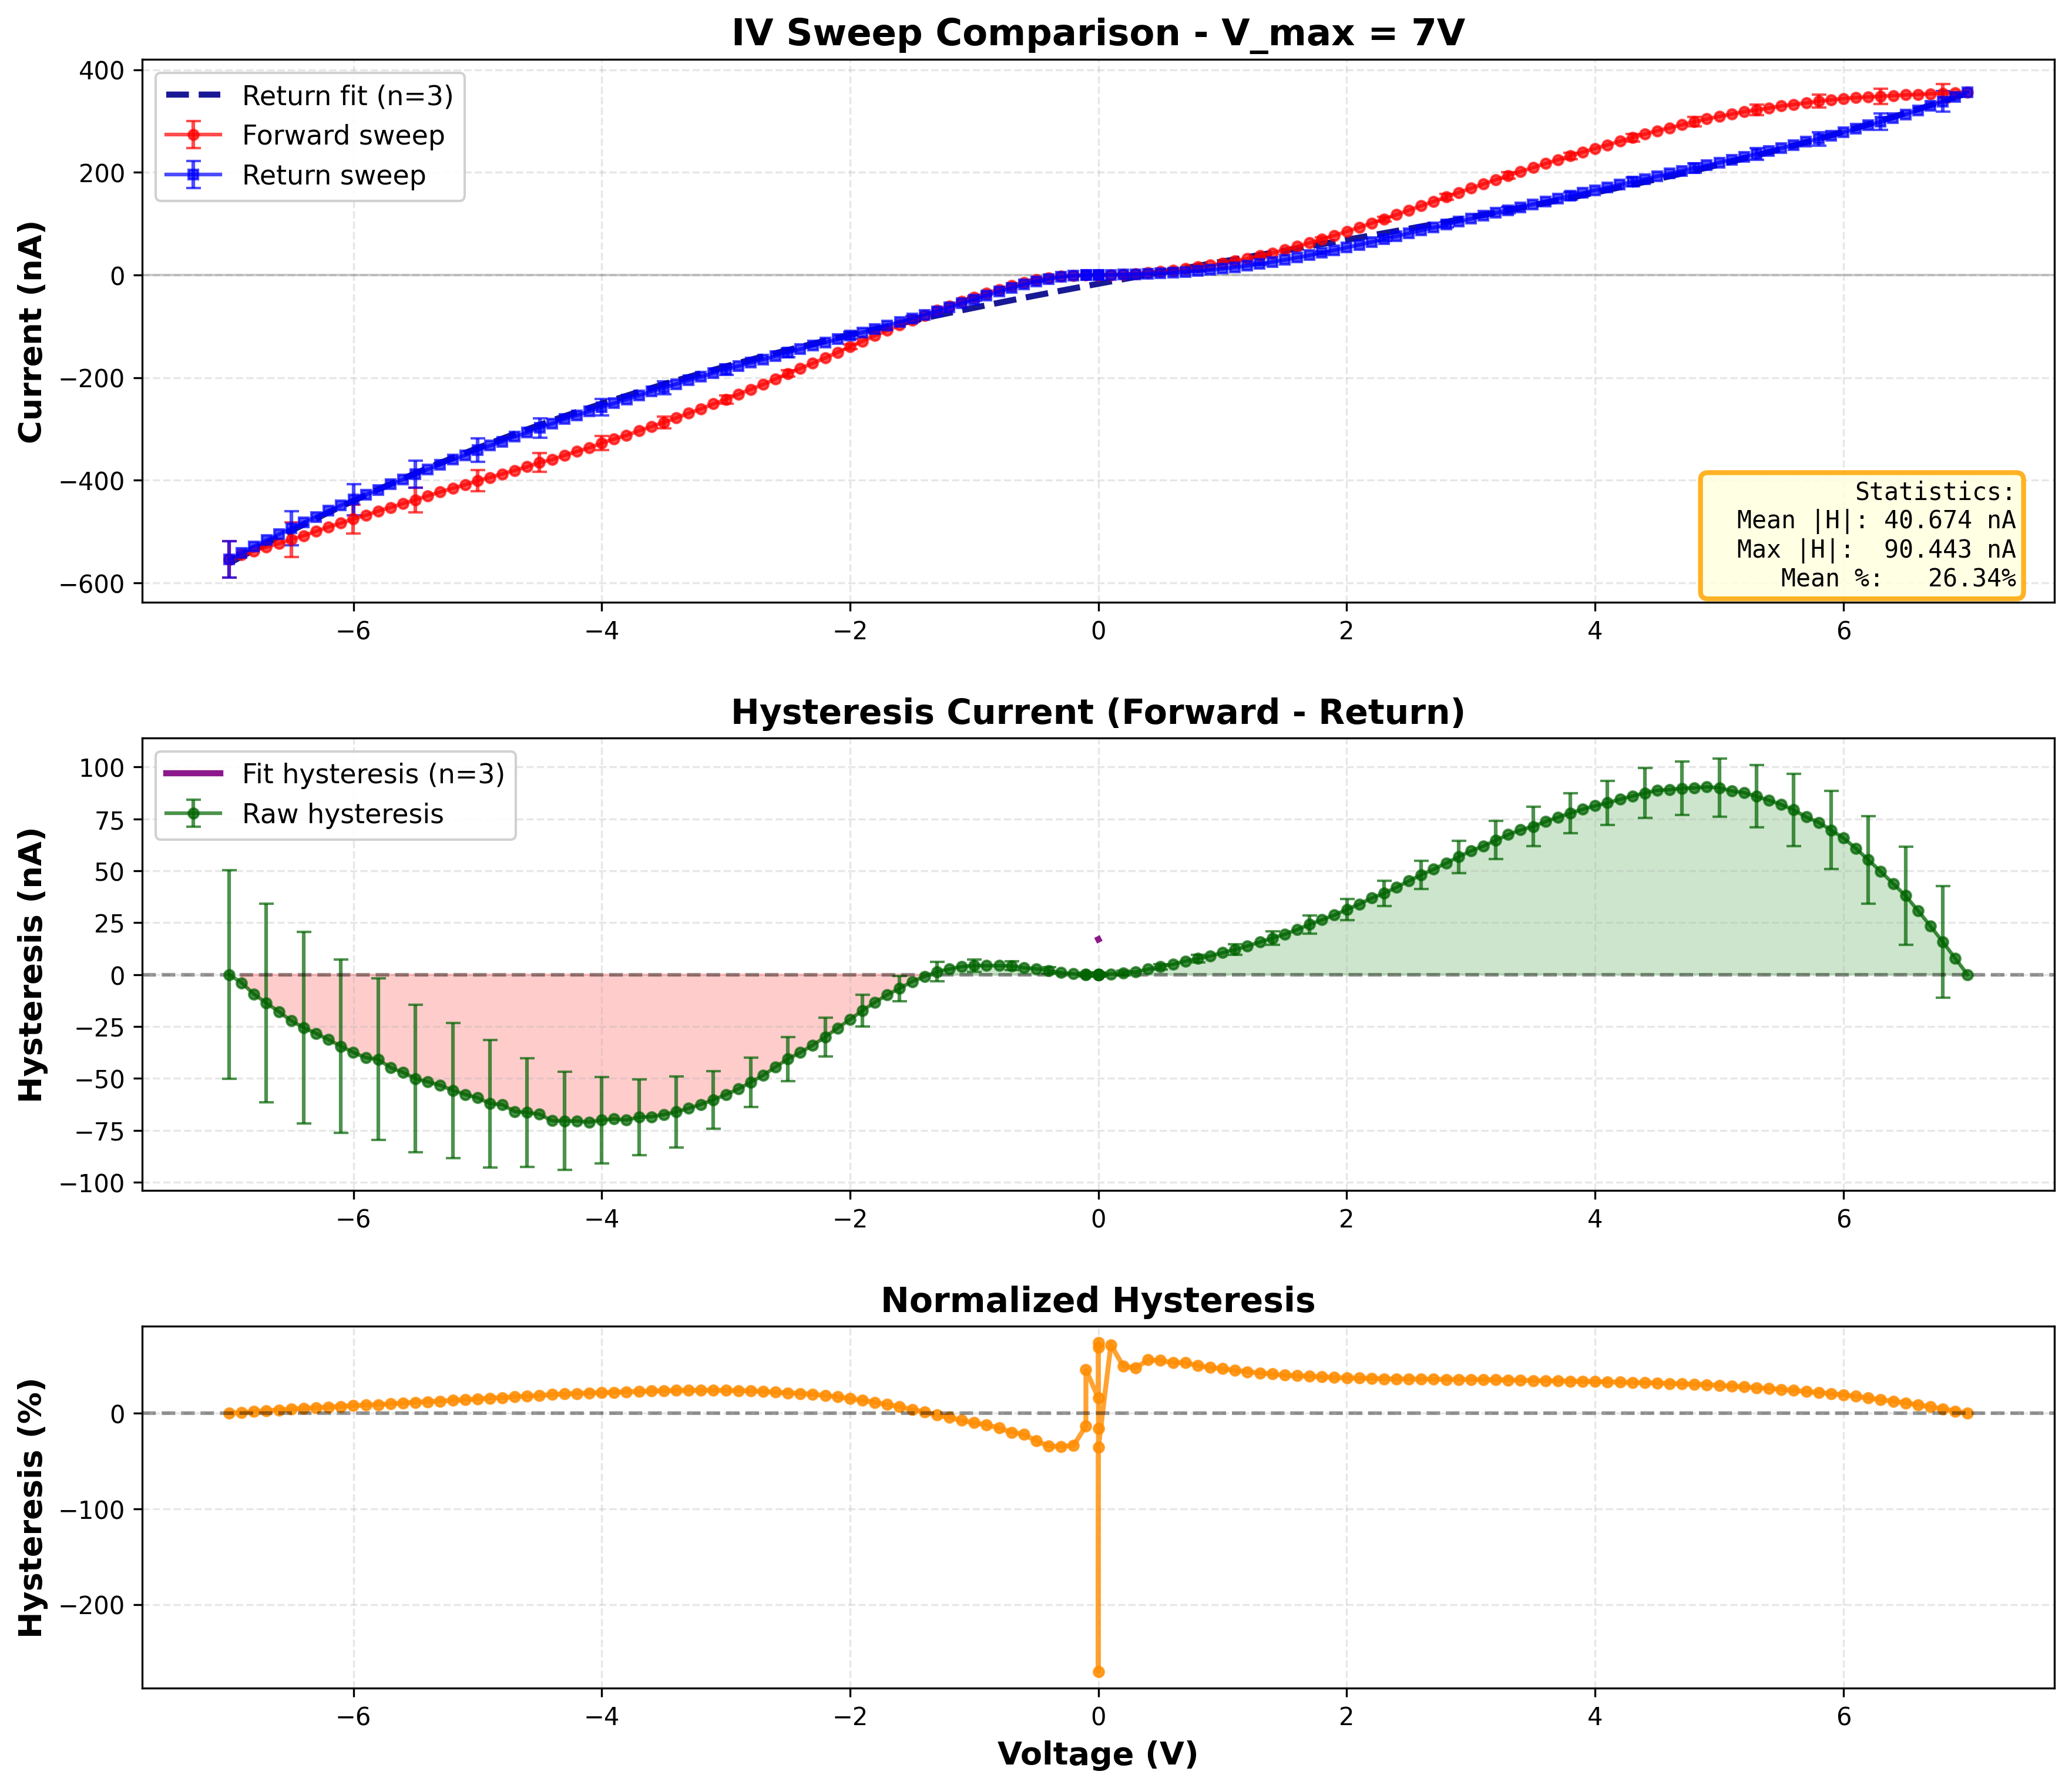 IV Sweep Comparison - V_max = 7V
Current (nA)
400
200
0
−200
−400
−600
Return fit (n=3)
Forward sweep
Return sweep
Statistics:
Mean |H|: 40.674 nA
Max |H|: 90.443 nA
Mean %: 26.34%
−6 −4 −2 0 2 4 6
Hysteresis Current (Forward - Return)
Hysteresis (nA)
100
75
50
25
0
−25
−50
−75
−100
Fit hysteresis (n=3)
Raw hysteresis
−6 −4 −2 0 2 4 6
Normalized Hysteresis
Hysteresis (%)
0
−100
−200
−6 −4 −2 0 2 4 6
Voltage (V)